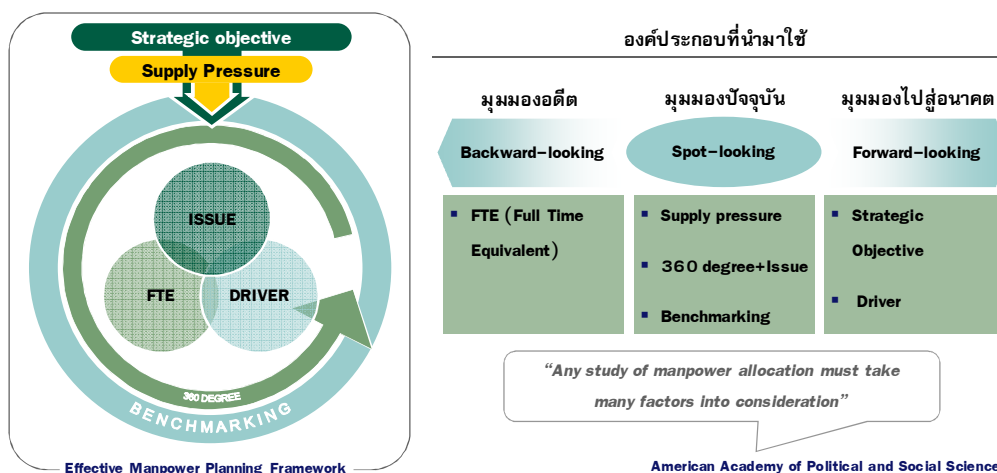 Strategic objective
Supply Pressure
ISSUE
FTE
DRIVER
360 DEGREE
BENCHMARKING
Effective Manpower Planning Framework
องค์ประกอบที่นำมาใช้
มุมมองอดีต
มุมมองปัจจุบัน
มุมมองไปสู่อนาคต
Backward-looking
Spot-looking
Forward-looking
▪ FTE (Full Time
Equivalent)
▪ Supply pressure
▪ 360 degree+Issue
▪ Benchmarking
▪ Strategic
Objective
▪ Driver
“Any study of manpower allocation must take
many factors into consideration”
American Academy of Political and Social Science